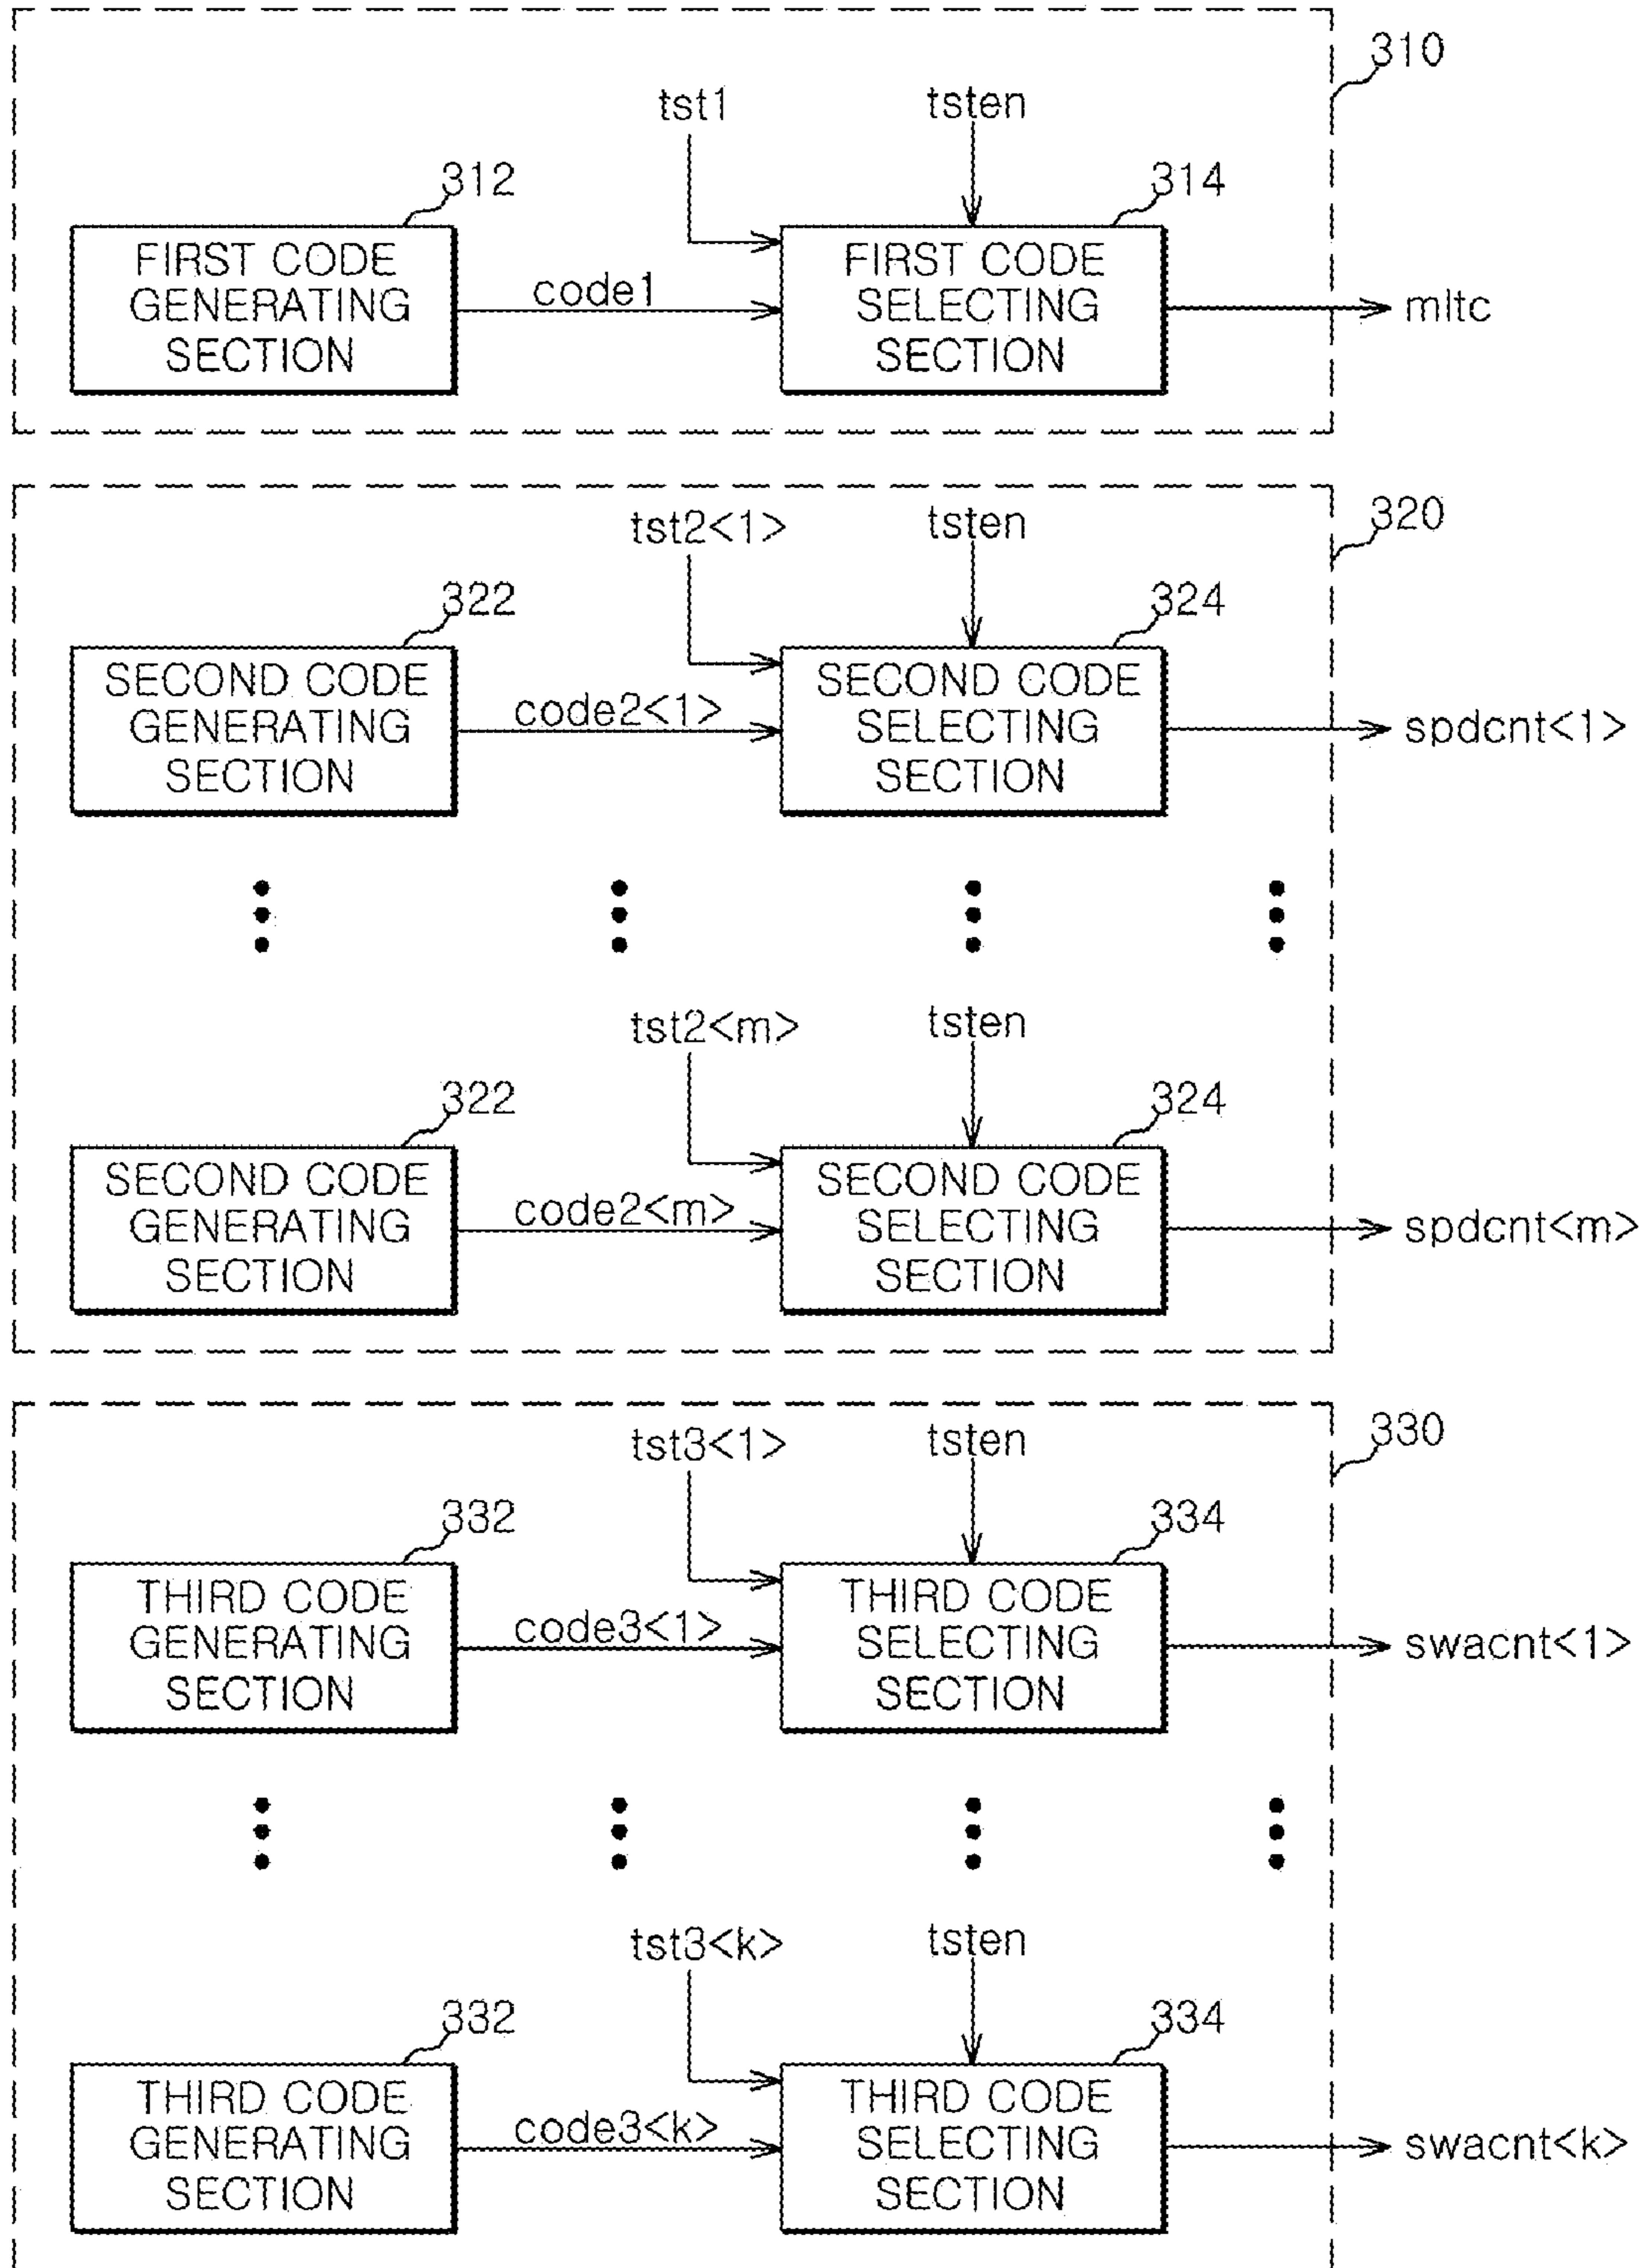 310
tst1 tsten
312 314
FIRST CODE GENERATING SECTION
code1
FIRST CODE SELECTING SECTION
mltc
320
tst2<1> tsten
322 324
SECOND CODE GENERATING SECTION
code2<1>
SECOND CODE SELECTING SECTION
spdcnt<1>
tst2<m> tsten
322 324
SECOND CODE GENERATING SECTION
code2<m>
SECOND CODE SELECTING SECTION
spdcnt<m>
330
tst3<1> tsten
332 334
THIRD CODE GENERATING SECTION
code3<1>
THIRD CODE SELECTING SECTION
swacnt<1>
tst3<k> tsten
332 334
THIRD CODE GENERATING SECTION
code3<k>
THIRD CODE SELECTING SECTION
swacnt<k>